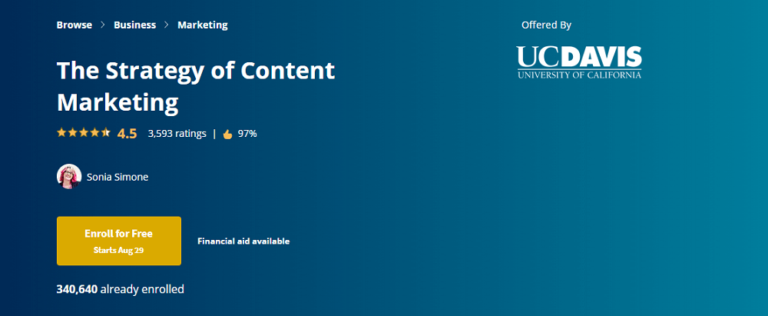 Browse > Business > Marketing
Offered By
UCDAVIS
UNIVERSITY OF CALIFORNIA
The Strategy of Content
Marketing
4.5 3,593 ratings | 97%
Sonia Simone
Enroll for Free
Starts Aug 29
Financial aid available
340,640 already enrolled